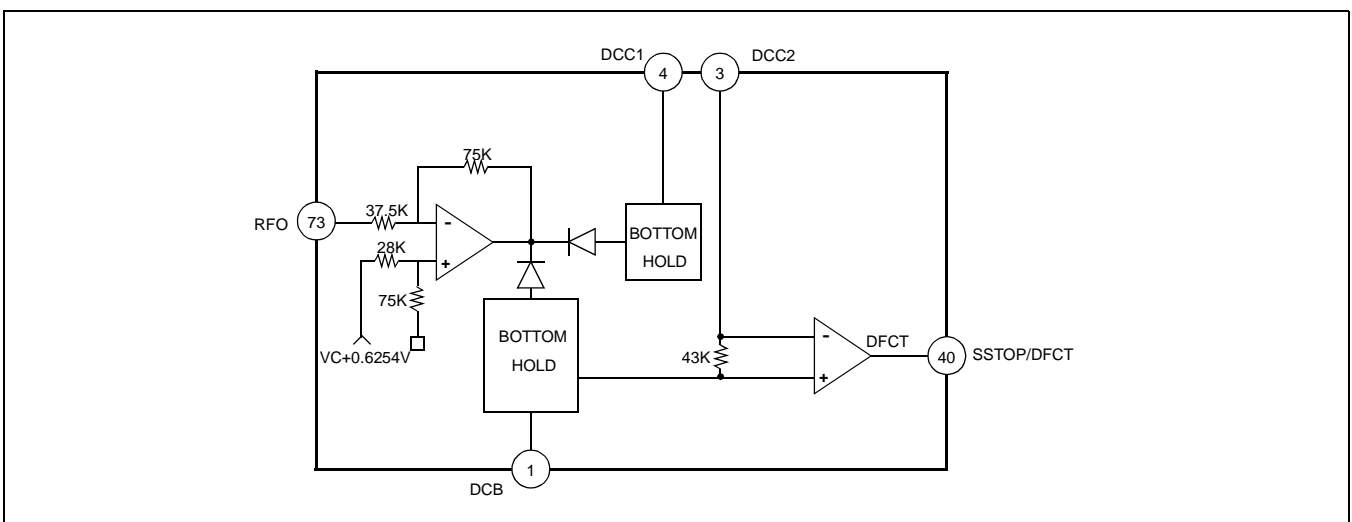 DCC1
4
3
DCC2
75K
RFO
73
37.5K
-
28K
+
75K
VC+0.6254V
BOTTOM
HOLD
BOTTOM
HOLD
43K
-
+
DFCT
40
SSTOP/DFCT
1
DCB